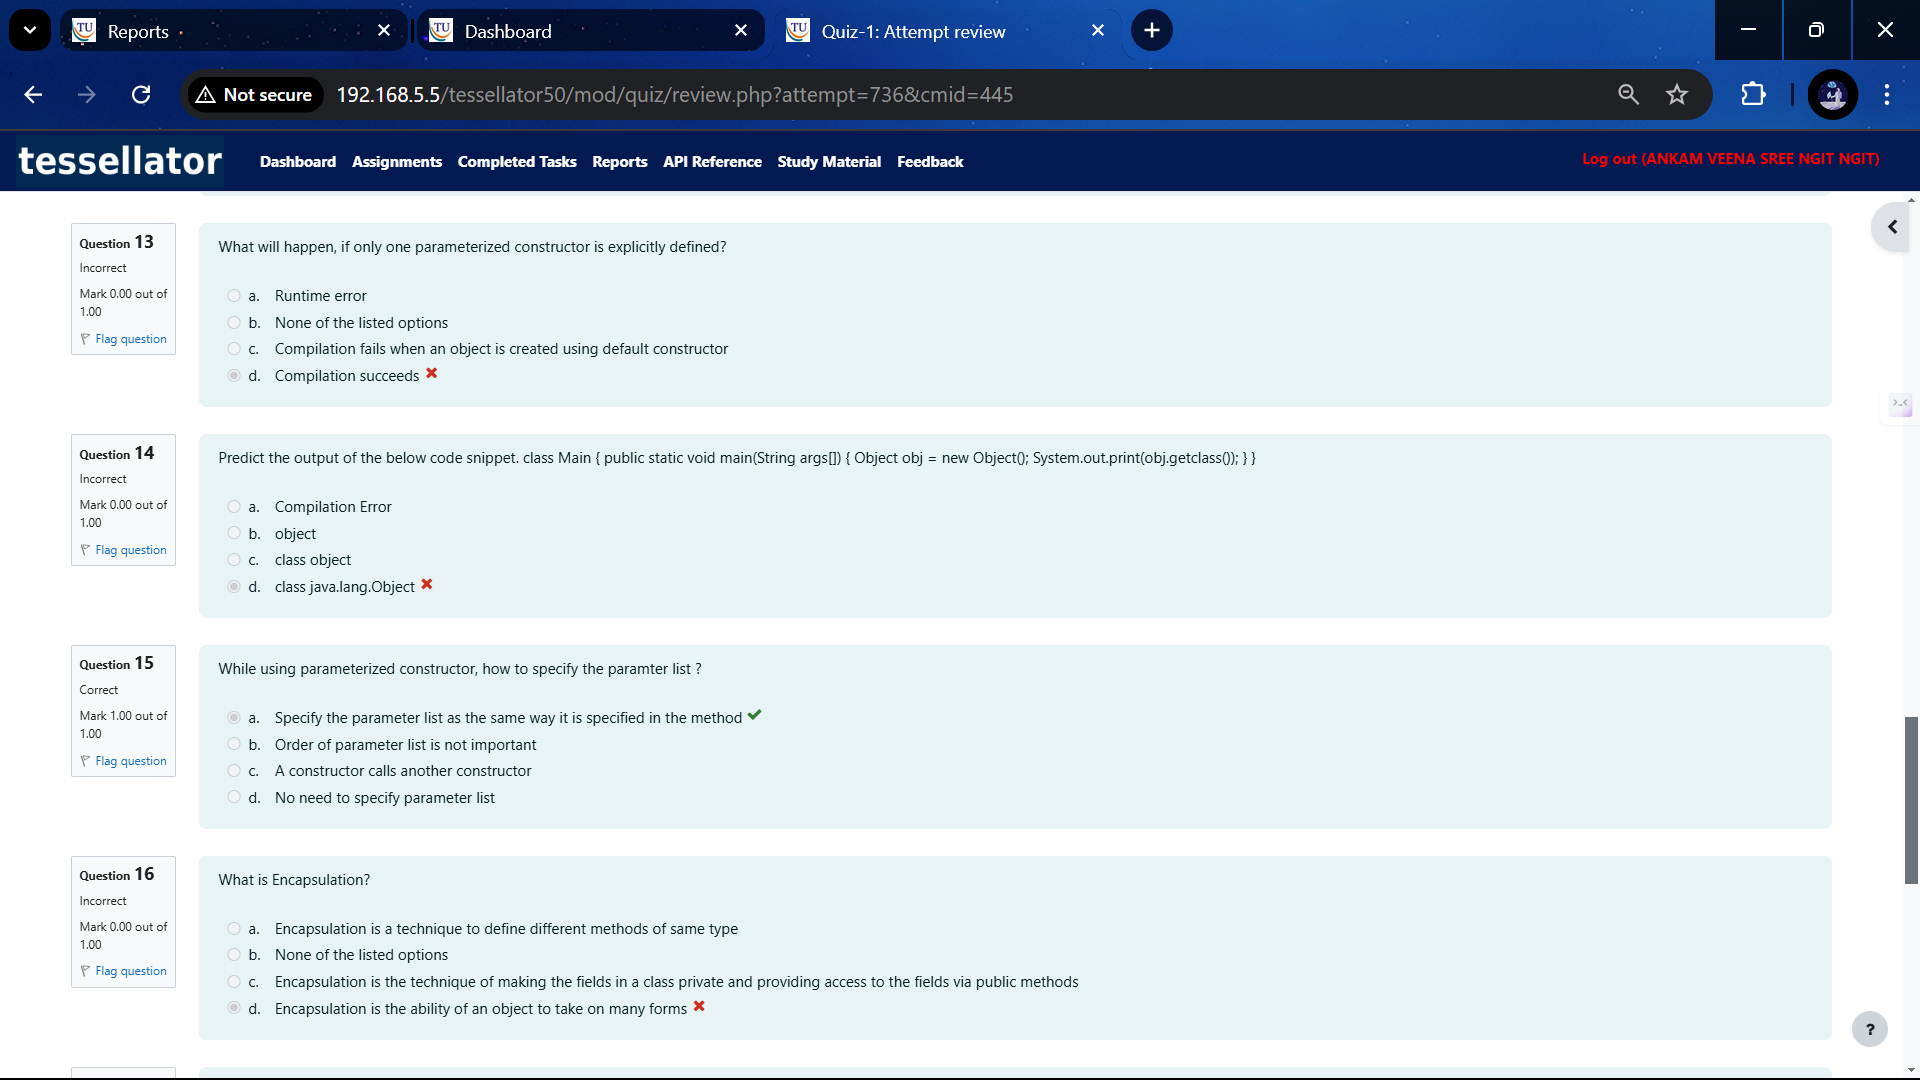 Reports
Dashboard
Quiz-1: Attempt review
Not secure
192.168.5.5/tessellator50/mod/quiz/review.php?attempt=736&cmid=445
tessellator
Dashboard Assignments Completed Tasks Reports API Reference Study Material Feedback
Log out (ANKAM VEENA SREE NGIT NGIT)
Question 13
Incorrect
Mark 0.00 out of
1.00
Flag question
What will happen, if only one parameterized constructor is explicitly defined?
a. Runtime error
b. None of the listed options
c. Compilation fails when an object is created using default constructor
d. Compilation succeeds
Question 14
Incorrect
Mark 0.00 out of
1.00
Flag question
Predict the output of the below code snippet. class Main { public static void main(String args[]) { Object obj = new Object(); System.out.print(obj.getclass()); } }
a. Compilation Error
b. object
c. class object
d. class java.lang.Object
Question 15
Correct
Mark 1.00 out of
1.00
Flag question
While using parameterized constructor, how to specify the paramter list ?
a. Specify the parameter list as the same way it is specified in the method
b. Order of parameter list is not important
c. A constructor calls another constructor
d. No need to specify parameter list
Question 16
Incorrect
Mark 0.00 out of
1.00
Flag question
What is Encapsulation?
a. Encapsulation is a technique to define different methods of same type
b. None of the listed options
c. Encapsulation is the technique of making the fields in a class private and providing access to the fields via public methods
d. Encapsulation is the ability of an object to take on many forms
?